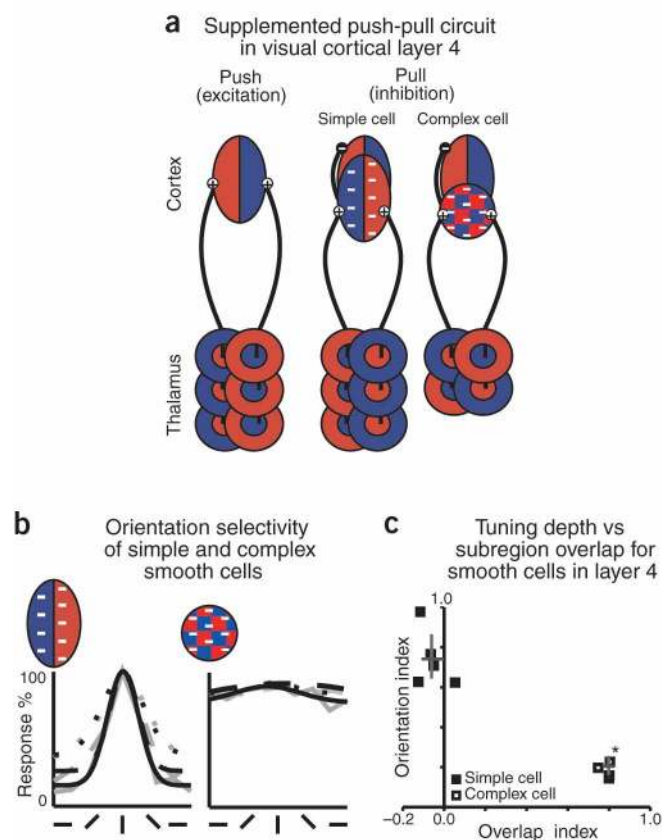 a Supplemented push-pull circuit
in visual cortical layer 4
Push
(excitation)
Pull
(inhibition)
Simple cell
Complex cell
Cortex
Thalamus
b Orientation selectivity
of simple and complex
smooth cells
100
Response %
0
c Tuning depth vs
subregion overlap for
smooth cells in layer 4
1.0
Orientation index
*
Simple cell
Complex cell
−0.2 0.0 1.0
Overlap index